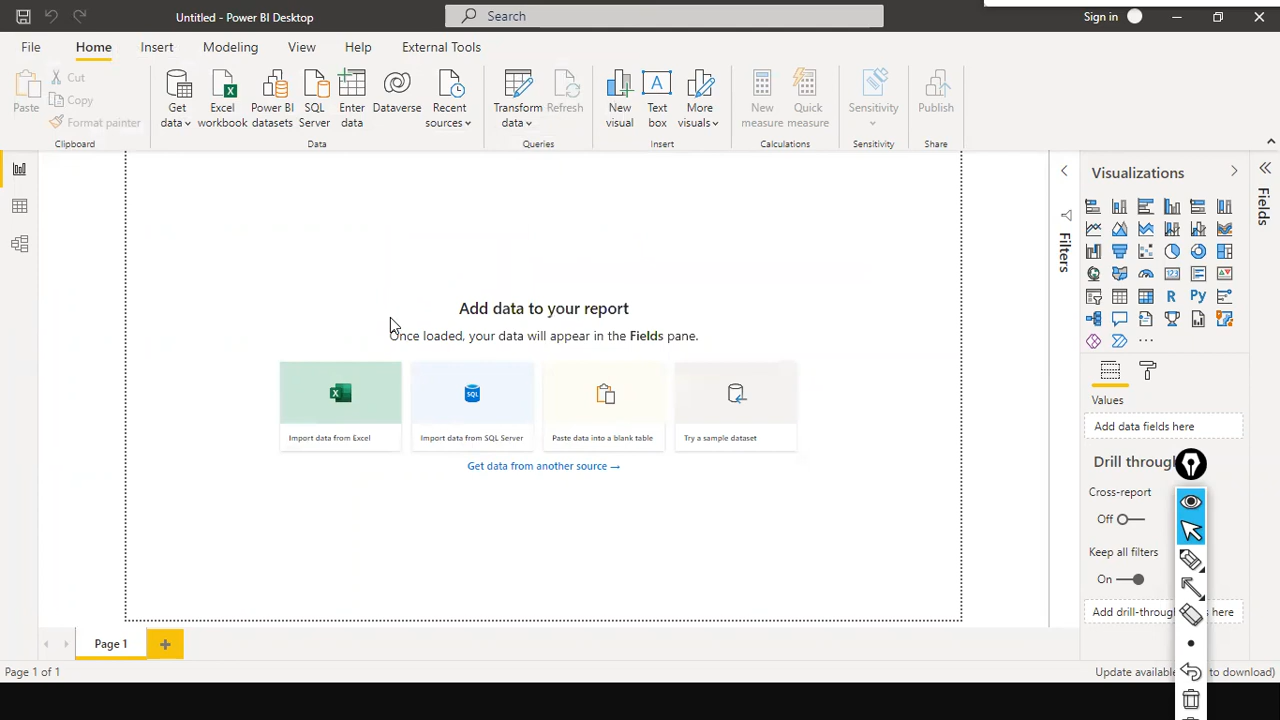 Untitled - Power BI Desktop
Search
Sign in
File Home Insert Modeling View Help External Tools
Paste
Cut
Copy
Format painter
Clipboard
Get data
Excel workbook
Power BI datasets
SQL Server
Enter data
Dataverse
Recent sources
Data
Transform data
Refresh
Queries
New visual
Text box
More visuals
Insert
New measure
Quick measure
Calculations
Sensitivity
Sensitivity
Publish
Share
Add data to your report
Once loaded, your data will appear in the Fields pane.
Import data from Excel
Import data from SQL Server
Paste data into a blank table
Try a sample dataset
Get data from another source →
Filters
Visualizations
R
Py
Values
Add data fields here
Drill through
Cross-report
Off
Keep all filters
On
Add drill-through
here
Fields
Page 1
Page 1 of 1
Update available
to download)